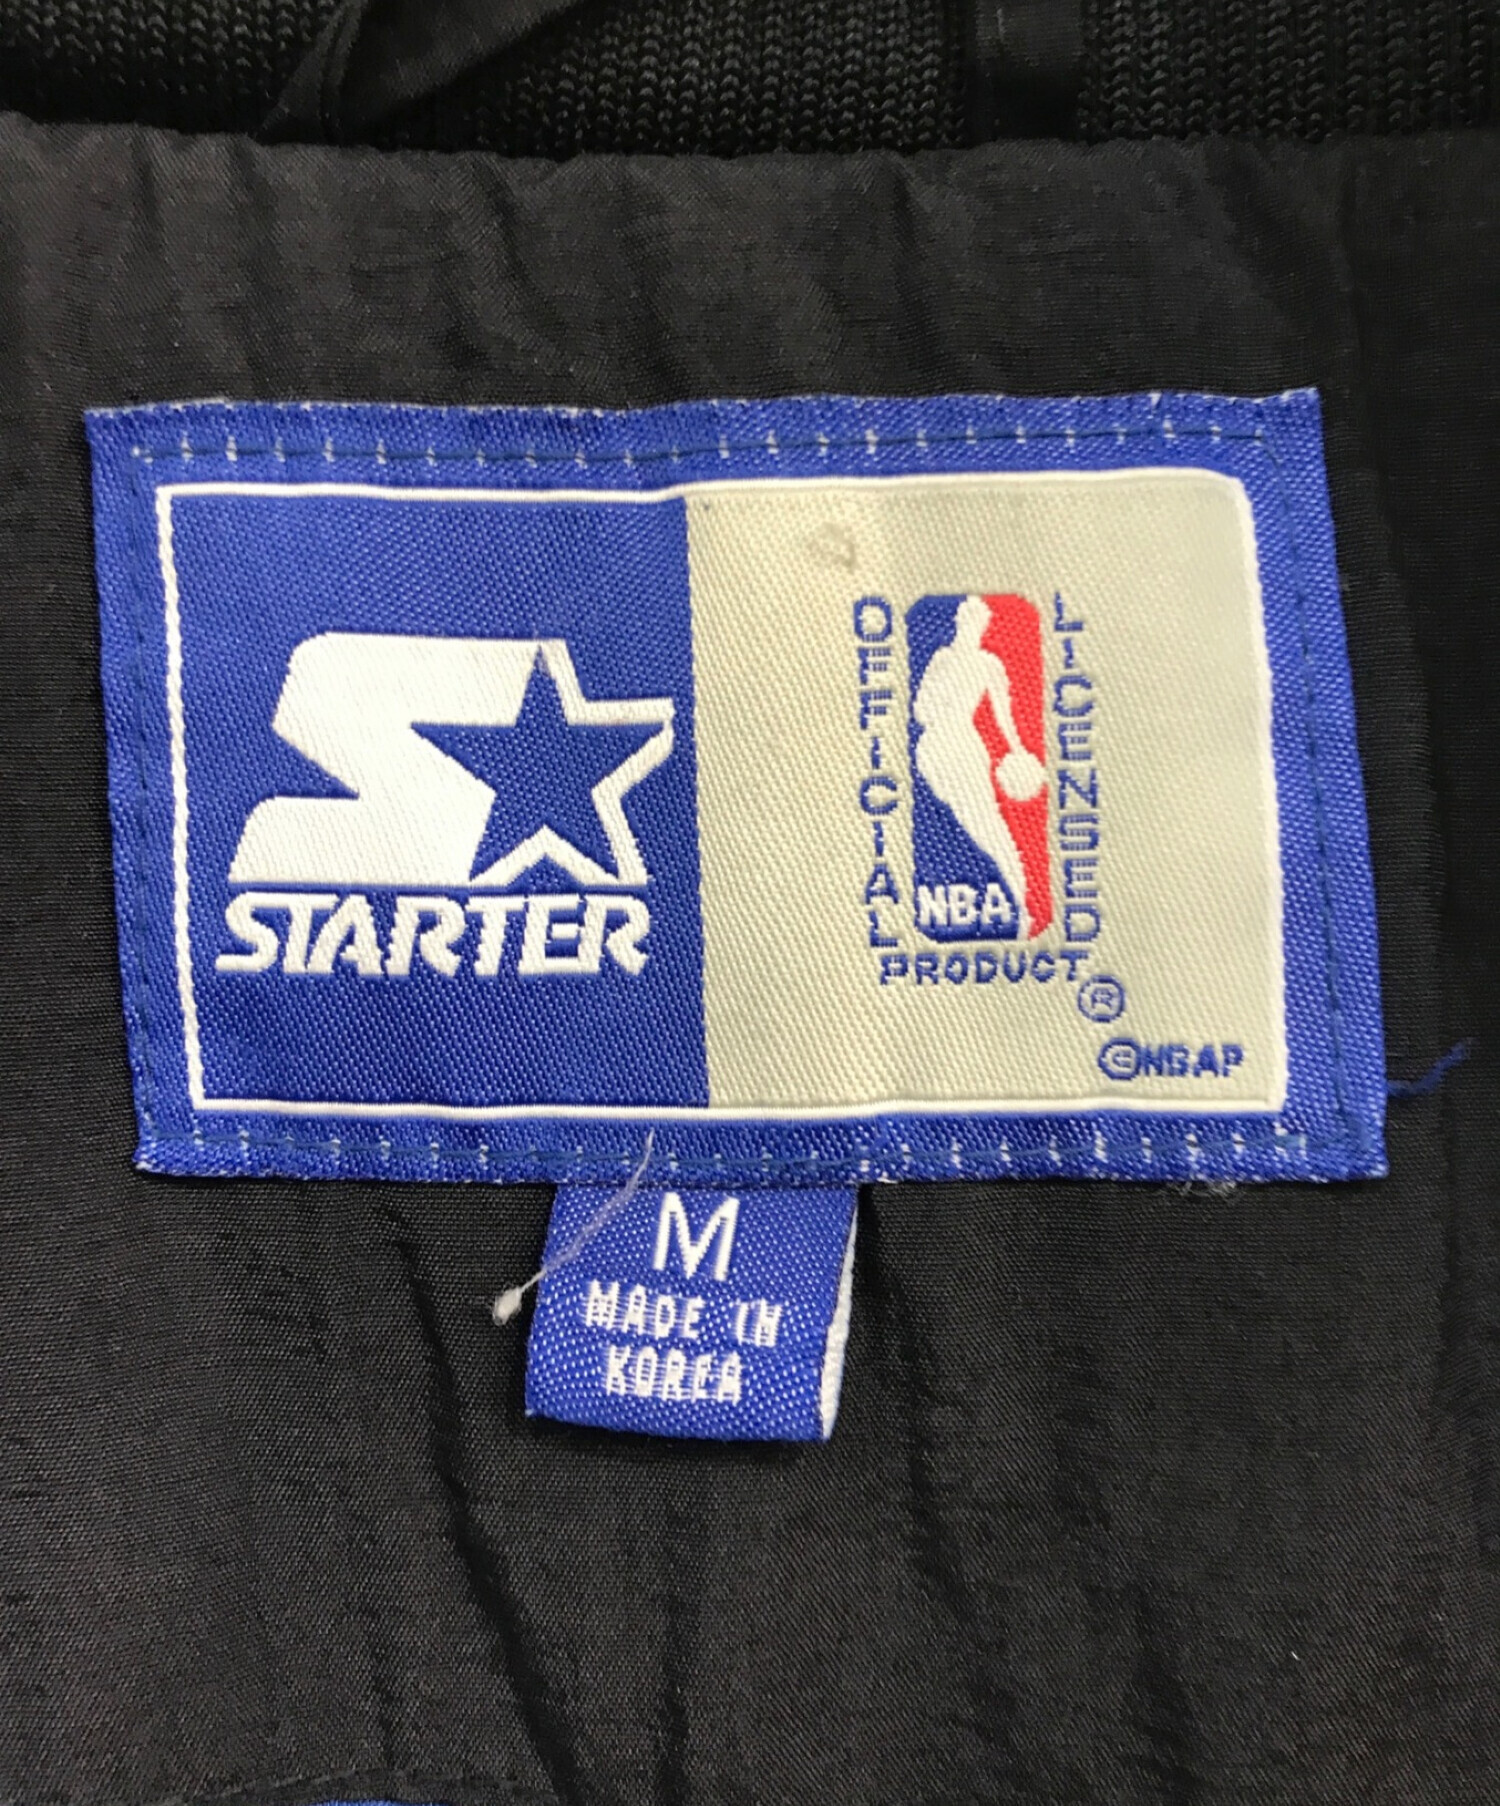 STARTER
OFFICIAL
LICENSED
NBA
PRODUCT®
©NBAP
M
MADE IN
KOREA